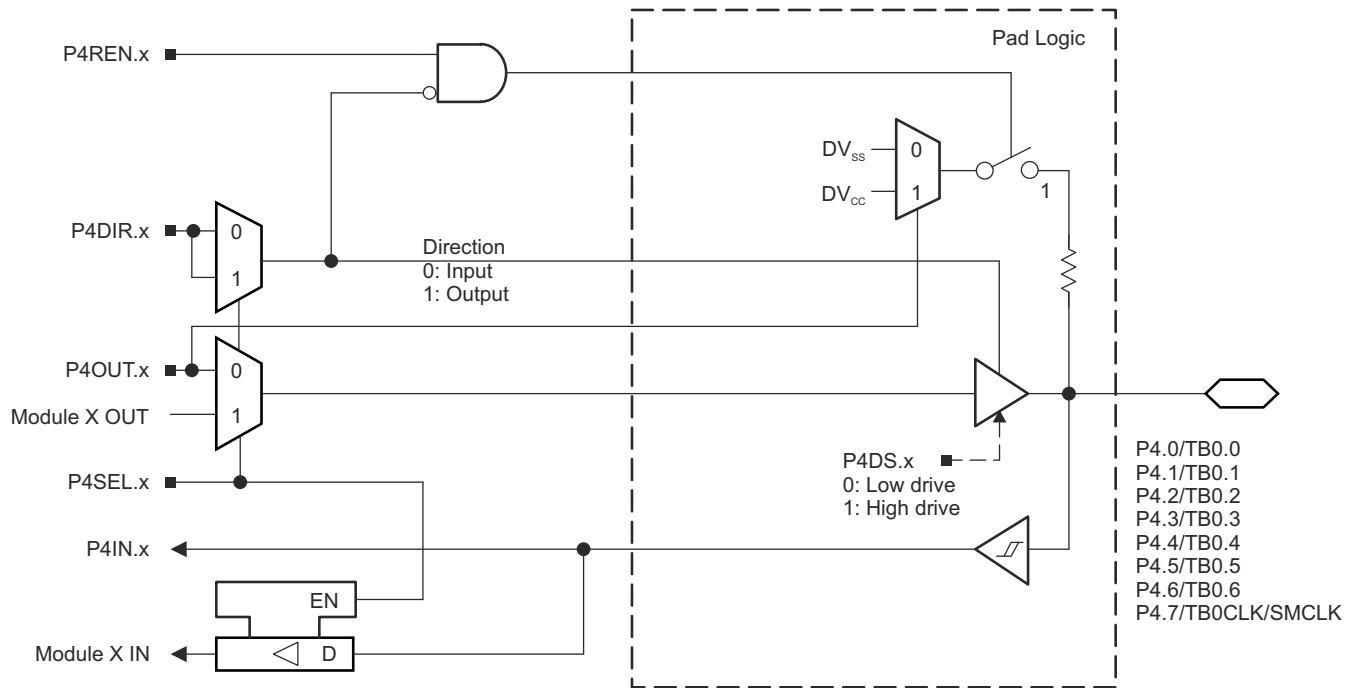 Pad Logic
P4REN.x
DVSS
0
DVCC
1
1
P4DIR.x
0
1
Direction
0: Input
1: Output
P4OUT.x
0
Module X OUT
1
P4DS.x
0: Low drive
1: High drive
P4SEL.x
P4IN.x
EN
Module X IN
D
P4.0/TB0.0
P4.1/TB0.1
P4.2/TB0.2
P4.3/TB0.3
P4.4/TB0.4
P4.5/TB0.5
P4.6/TB0.6
P4.7/TB0CLK/SMCLK